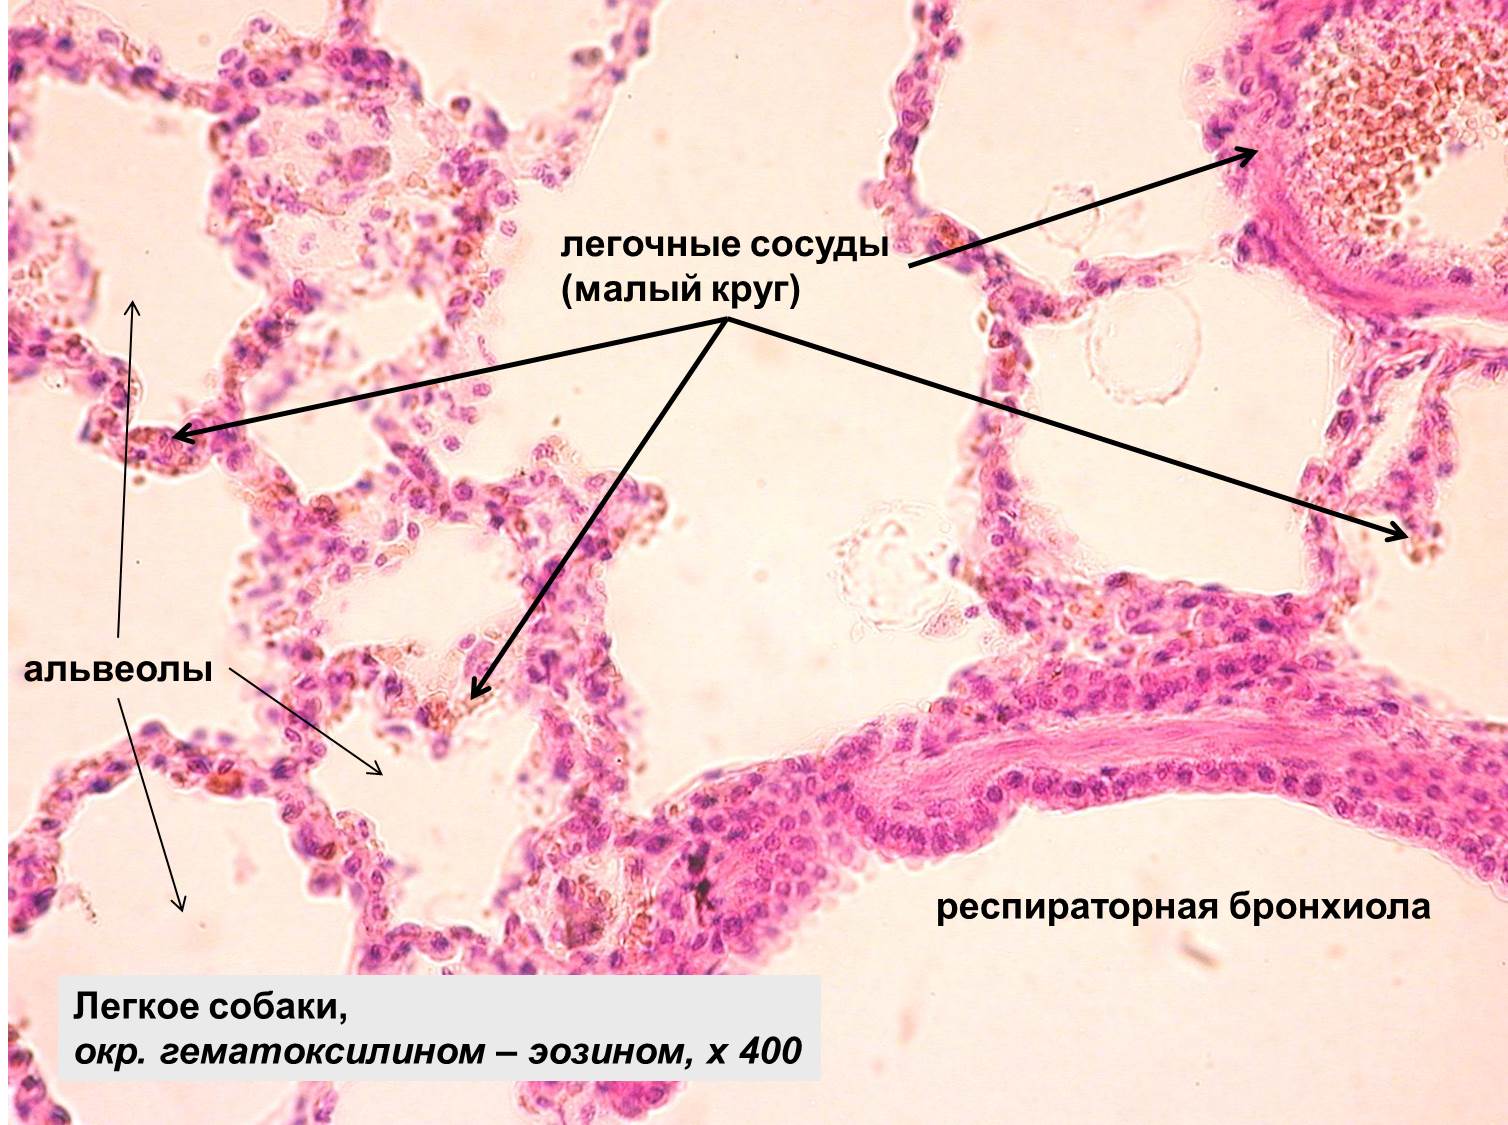 легочные сосуды
(малый круг)
альвеолы
респираторная бронхиола
Легкое собаки,
окр. гематоксилином – эозином, х 400